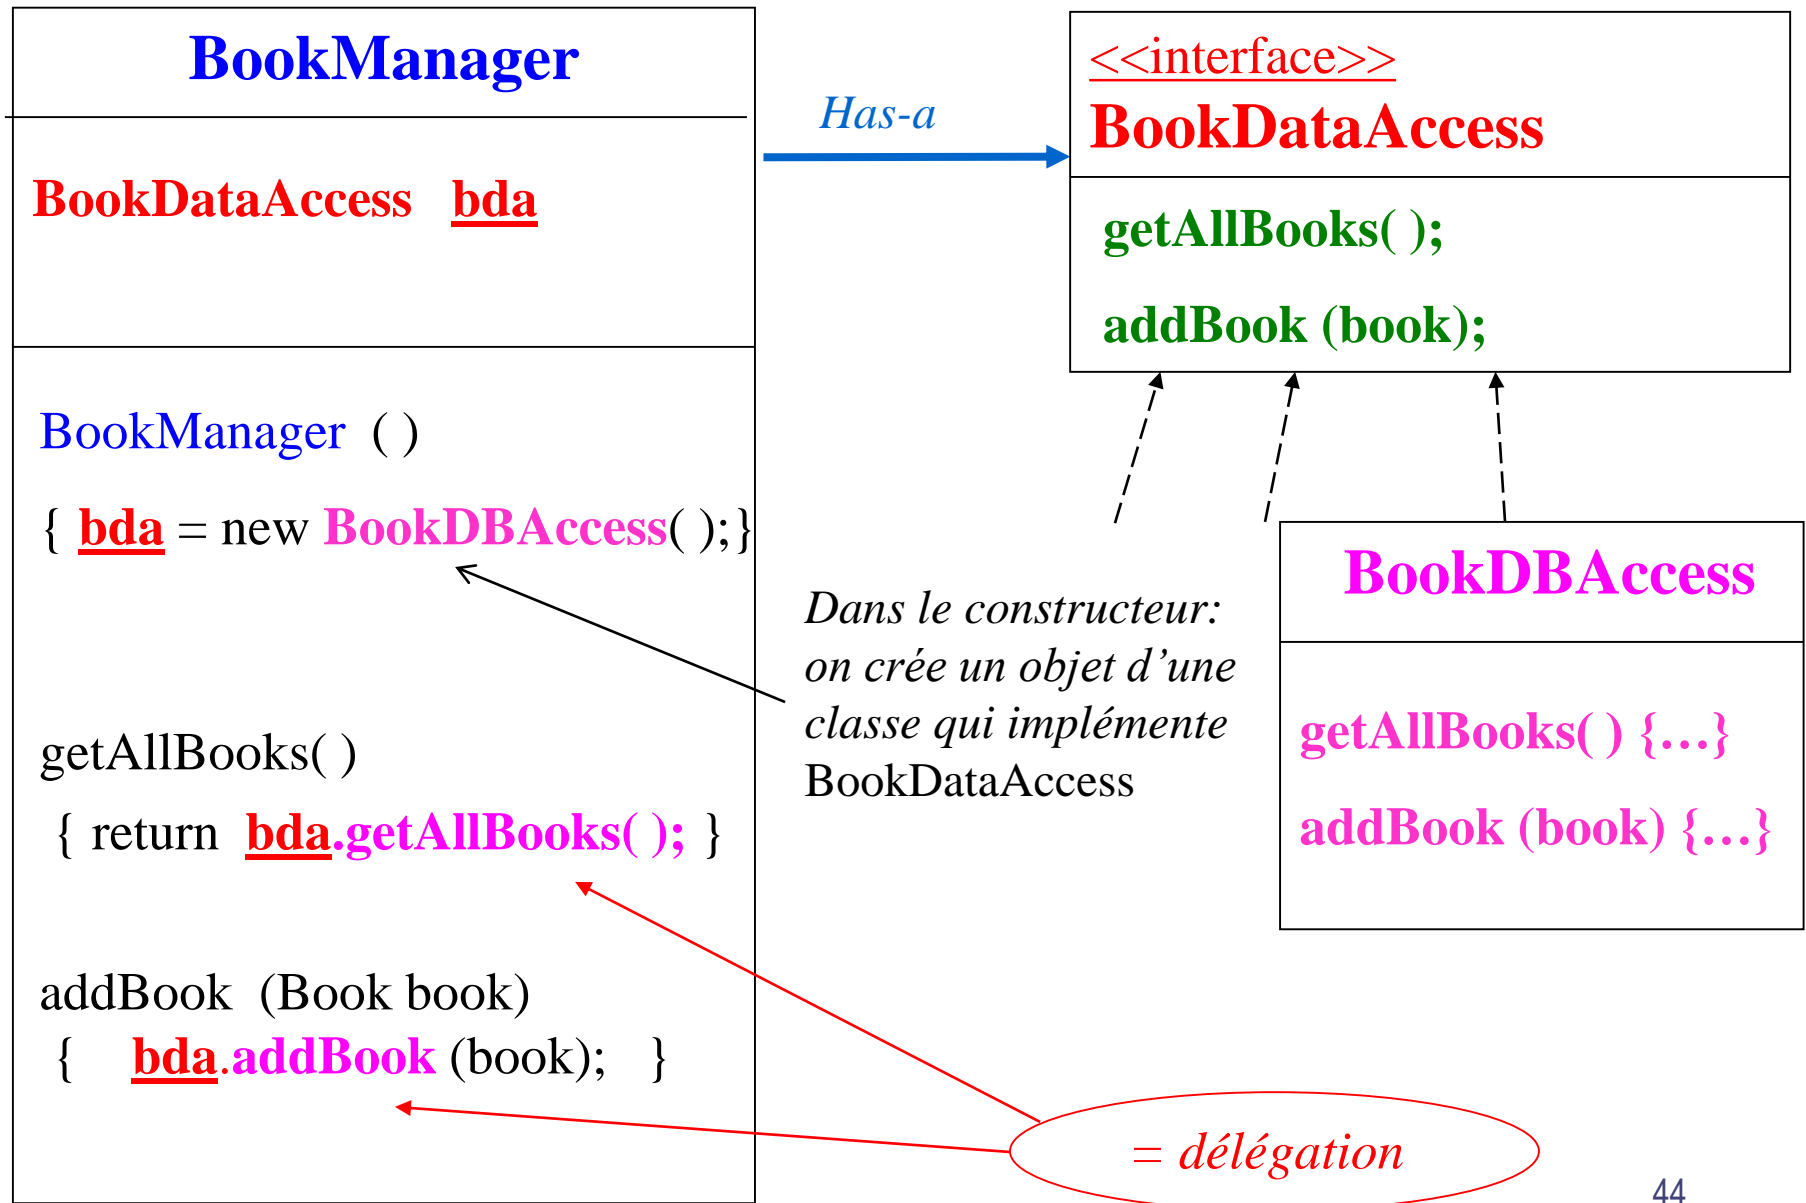 BookManager
BookDataAccess bda
BookManager ( )
{ bda = new BookDBAccess( );}
getAllBooks( )
{ return bda.getAllBooks( ); }
addBook (Book book)
{ bda.addBook (book); }
Has-a
<<interface>>
BookDataAccess
getAllBooks( );
addBook (book);
Dans le constructeur:
on crée un objet d’une
classe qui implémente
BookDataAccess
BookDBAccess
getAllBooks( ) {…}
addBook (book) {…}
= délégation
44